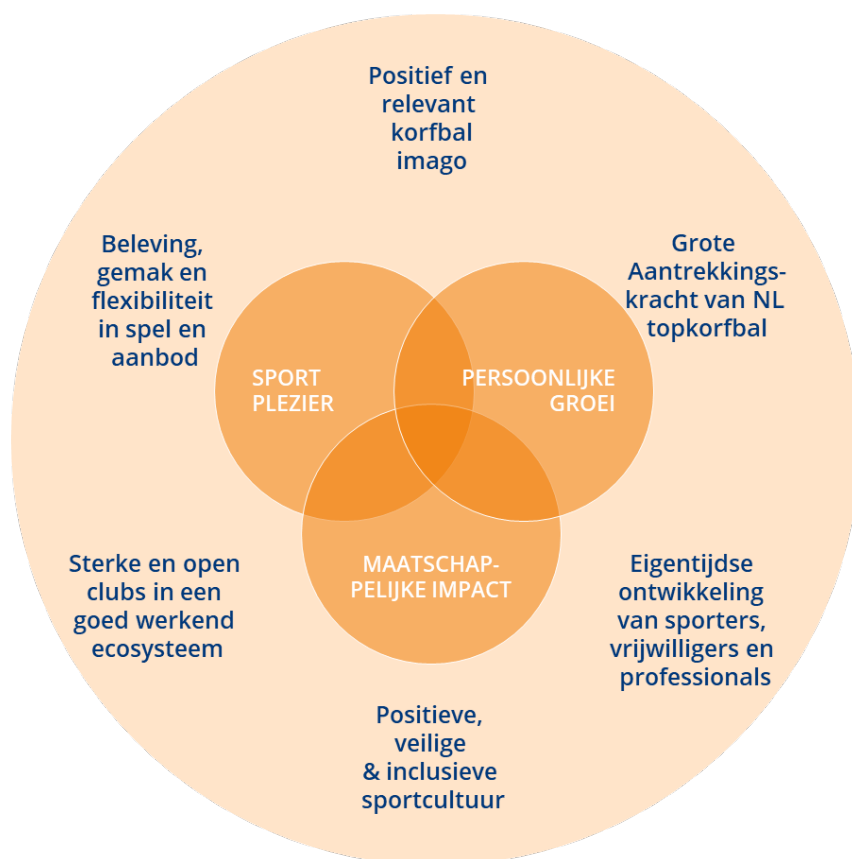 Positief en
relevant
korfbal
imago
Beleving,
gemak en
flexibiliteit
in spel en
aanbod
Grote
Aantrekkings-
kracht van NL
topkorfbal
SPORT
PLEZIER
PERSOONLIJKE
GROEI
MAATSCHAP-
PELIJKE IMPACT
Sterke en open
clubs in een
goed werkend
ecosysteem
Eigentijdse
ontwikkeling
van sporters,
vrijwilligers en
professionals
Positieve,
veilige
& inclusieve
sportcultuur